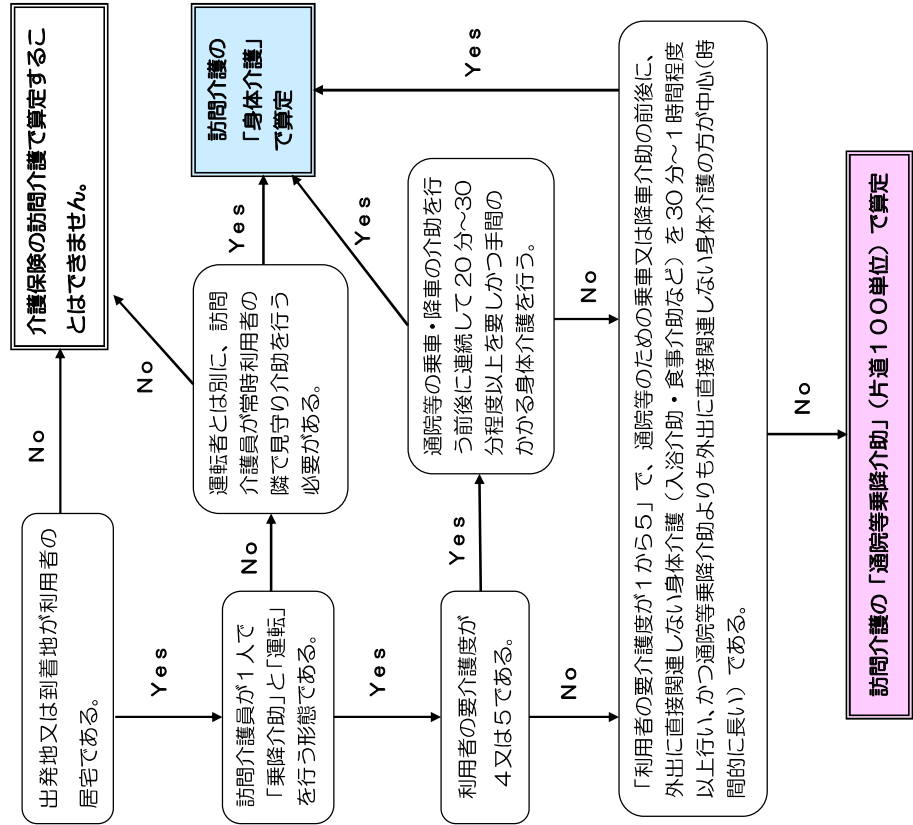 出発地又は到着地が利用者の
居宅である。
No
介護保険の訪問介護で算定するこ
とはできません。
Yes
訪問介護員が1人で
「乗降介助」と「運転」
を行う形態である。
No
運転者とは別に、訪問
介護員が常時利用者の
隣で見守り介助を行う
必要がある。
No
Yes
訪問介護の
「身体介護」
で算定
Yes
利用者の要介護度が
4又は5である。
Yes
通院等の乗車・降車の介助を行
う前後に連続して20分~30
分程度以上を要しかつ手間の
かかる身体介護を行う。
Yes
No
No
「利用者の要介護度が1から5」で、通院等のための乗車又は降車介助の前後に、
外出に直接関連しない身体介護(入浴介助・食事介助など)を30分~1時間程度
以上行い、かつ通院等乗降介助よりも外出に直接関連しない身体介護の方が中心(時
間的に長い)である。
Yes
No
訪問介護の「通院等乗降介助」(片道100単位)で算定